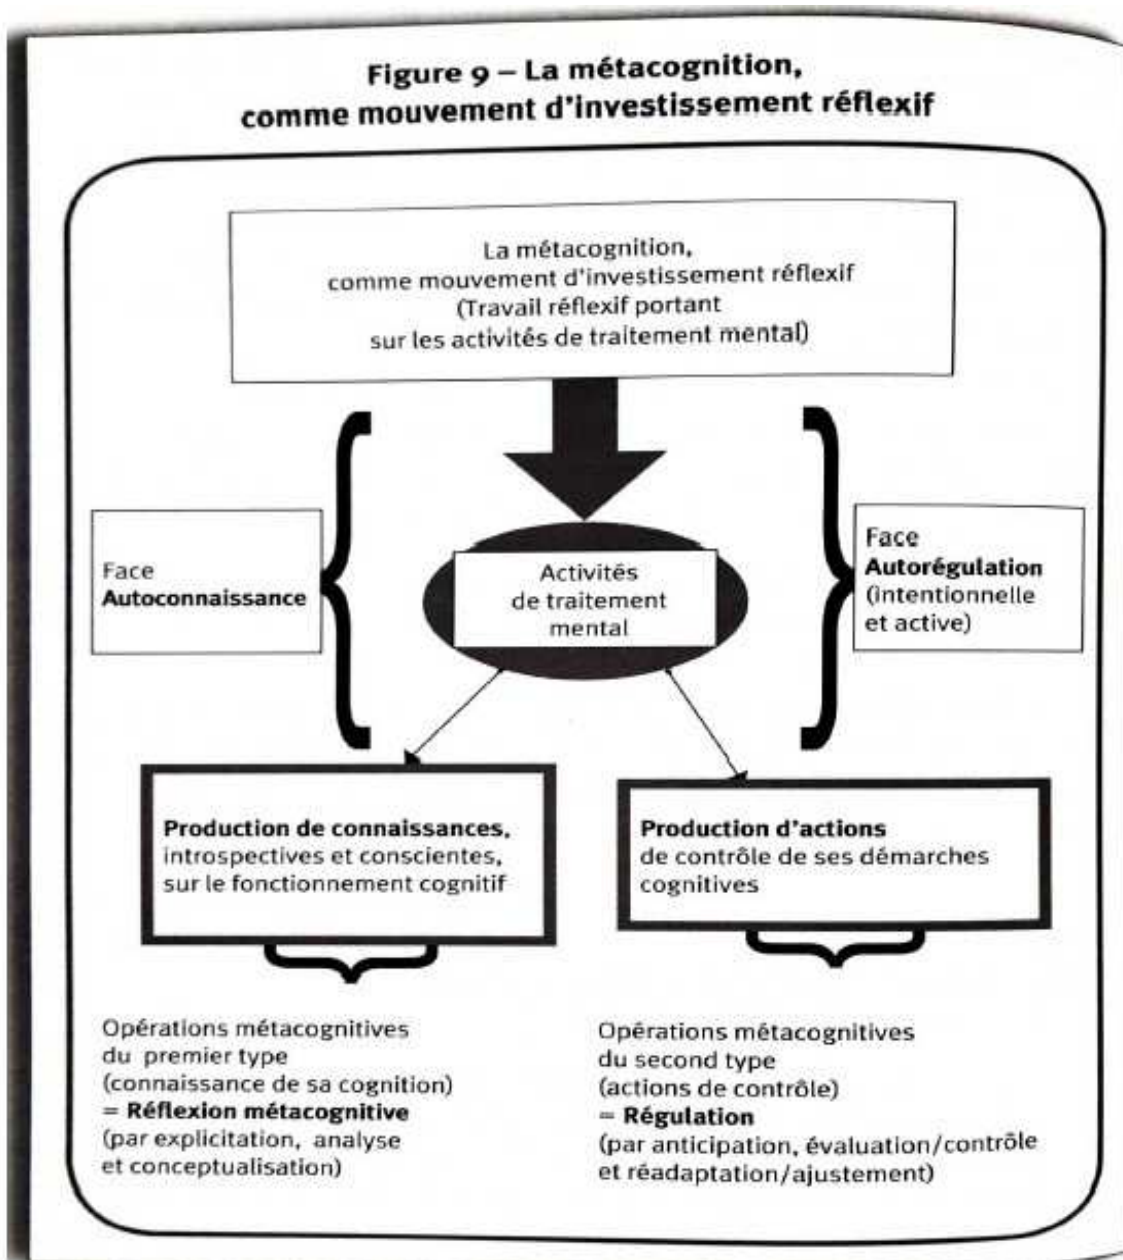 Figure 9 – La métacognition,
comme mouvement d'investissement réflexif
La métacognition,
comme mouvement d'investissement réflexif
(Travail réflexif portant
sur les activités de traitement mental)
Face
Autoconnaissance
Activités
de traitement
mental
Face
Autorégulation
(intentionnelle
et active)
Production de connaissances,
introspectives et conscientes,
sur le fonctionnement cognitif
Production d'actions
de contrôle de ses démarches
cognitives
Opérations métacognitives
du premier type
(connaissance de sa cognition)
= Réflexion métacognitive
(par explicitation, analyse
et conceptualisation)
Opérations métacognitives
du second type
(actions de contrôle)
= Régulation
(par anticipation, évaluation/contrôle
et réadaptation/ajustement)